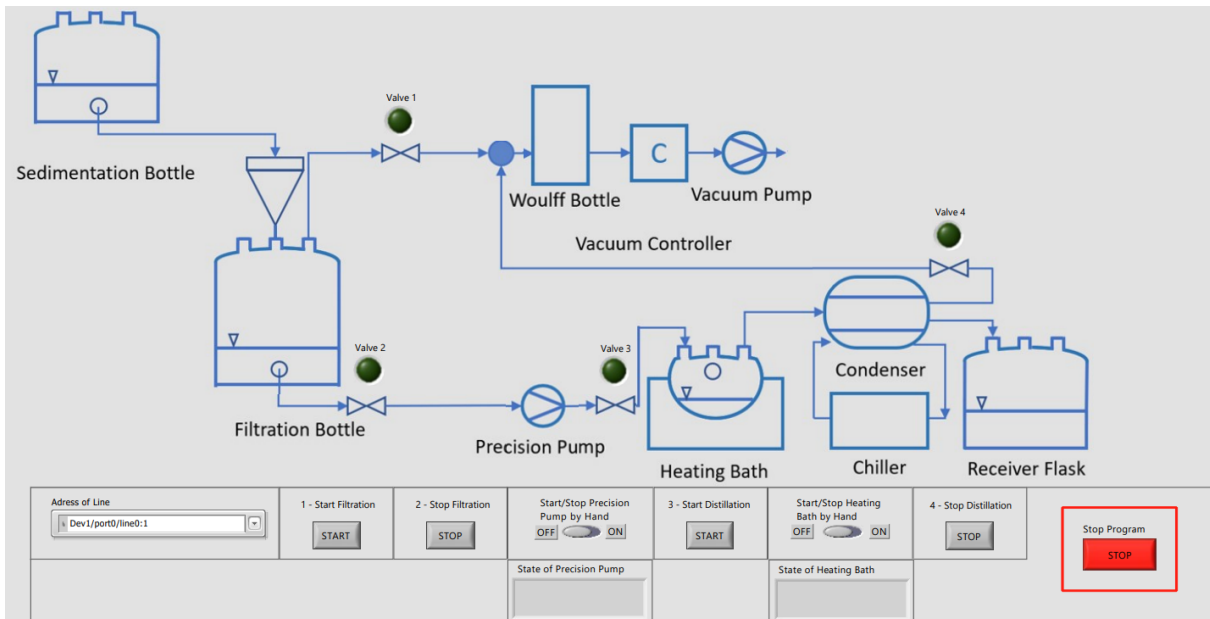 Valve 1
Sedimentation Bottle
C
Woulff Bottle
Vacuum Pump
Valve 4
Vacuum Controller
Valve 2
Valve 3
Condenser
Filtration Bottle
Precision Pump
Heating Bath
Chiller
Receiver Flask
Adress of Line
Dev1/port0/line0:1
1 - Start Filtration
START
2 - Stop Filtration
STOP
Start/Stop Precision
Pump by Hand
OFF ON
3 - Start Distillation
START
Start/Stop Heating
Bath by Hand
OFF ON
4 - Stop Distillation
STOP
Stop Program
STOP
State of Precision Pump
State of Heating Bath